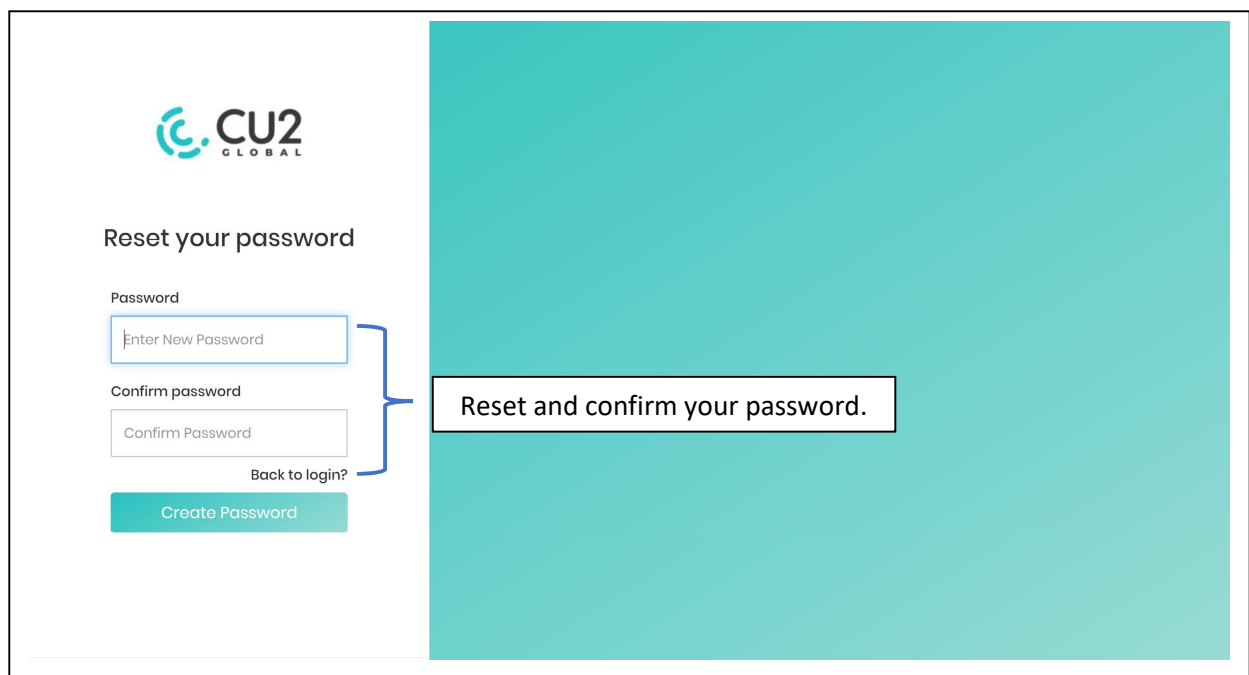 CU2
GLOBAL
Reset your password
Password
Enter New Password
Confirm password
Confirm Password
Reset and confirm your password.
Back to login?
Create Password